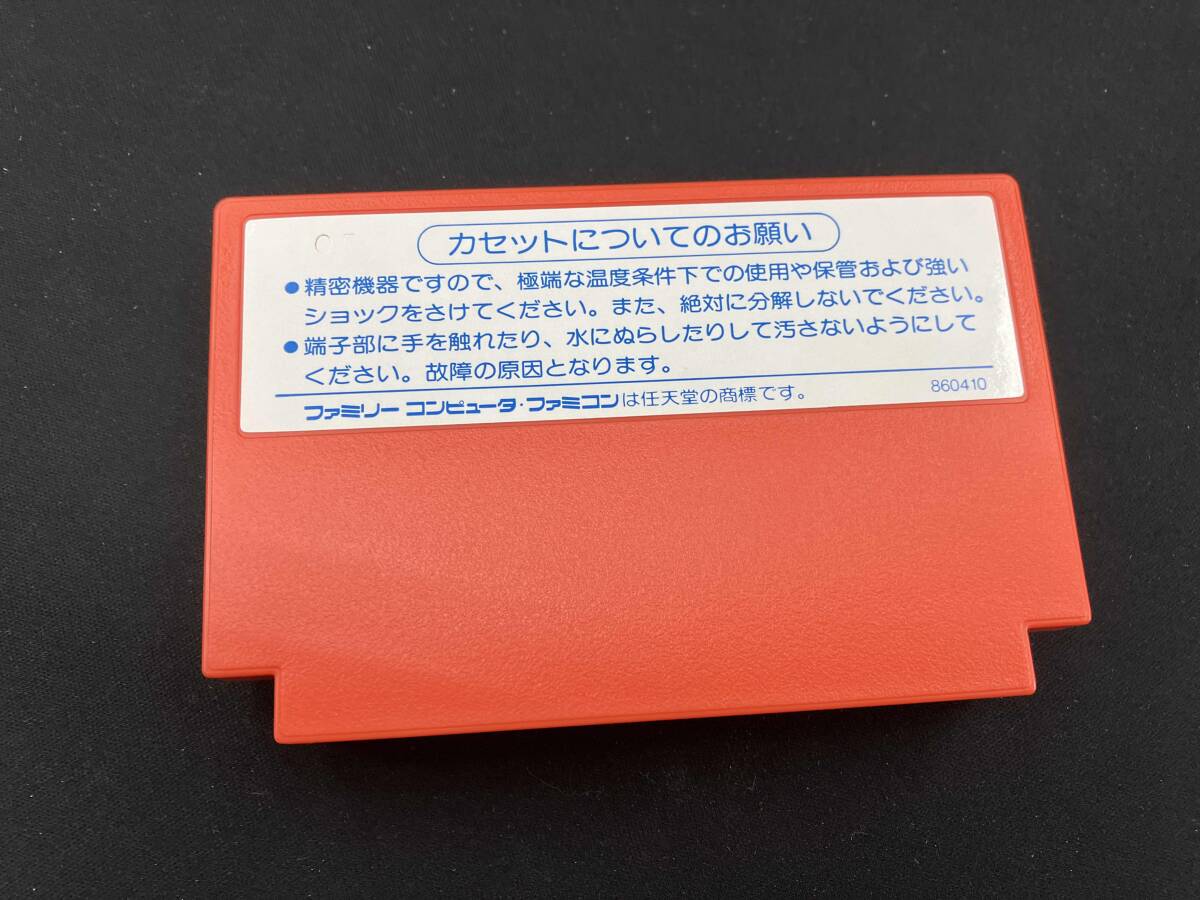 カセットについてのお願い
●精密機器ですので、極端な温度条件下での使用や保管および強い
ショックをさけてください。また、絶対に分解しないでください。
●端子部に手を触れたり、水にぬらしたりして汚さないようにして
ください。故障の原因となります。
ファミリー コンピュータ・ファミコンは任天堂の商標です。
860410